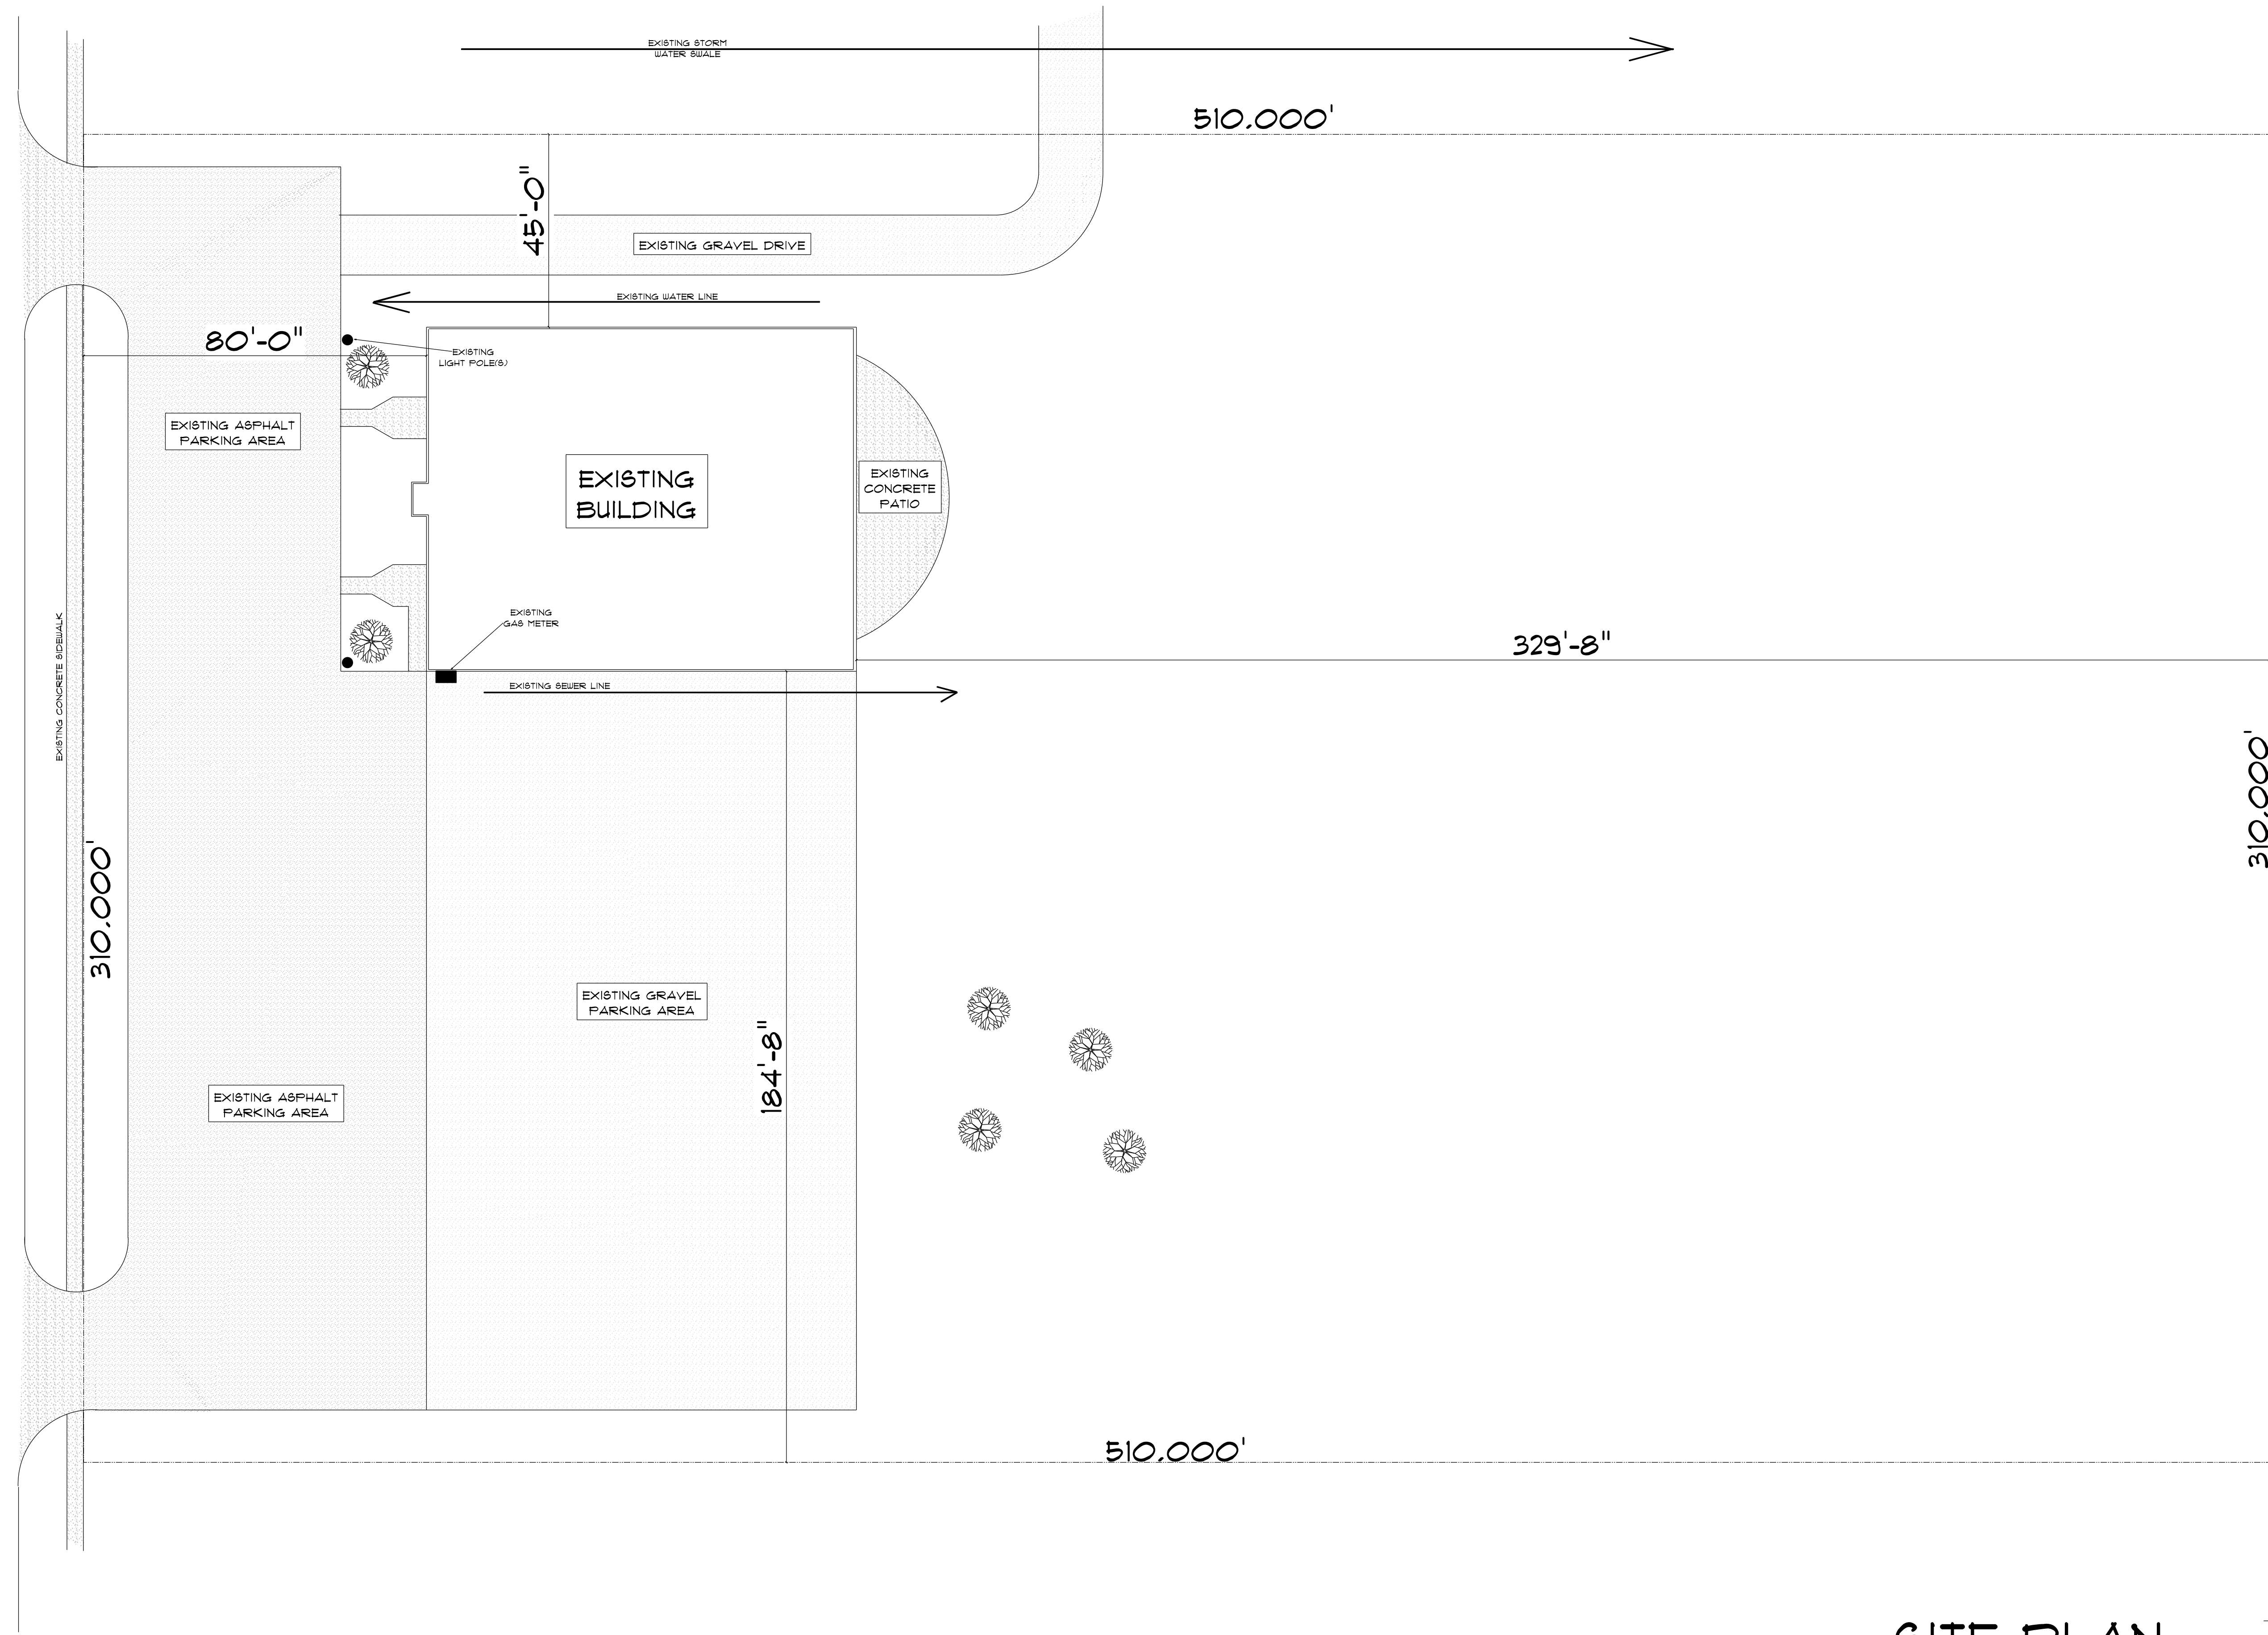 EXISTING STORM
WATER SWALE
510.000'
45'-0"
EXISTING GRAVEL DRIVE
EXISTING WATER LINE
80'-0"
EXISTING
LIGHT POLE(S)
EXISTING ASPHALT
PARKING AREA
EXISTING
BUILDING
EXISTING
CONCRETE
PATIO
EXISTING
GAS METER
329'-8"
EXISTING SEWER LINE
EXISTING CONCRETE SIDEWALK
310.000'
310.000'
EXISTING GRAVEL
PARKING AREA
184'-8"
EXISTING ASPHALT
PARKING AREA
510.000'
SITE PLAN